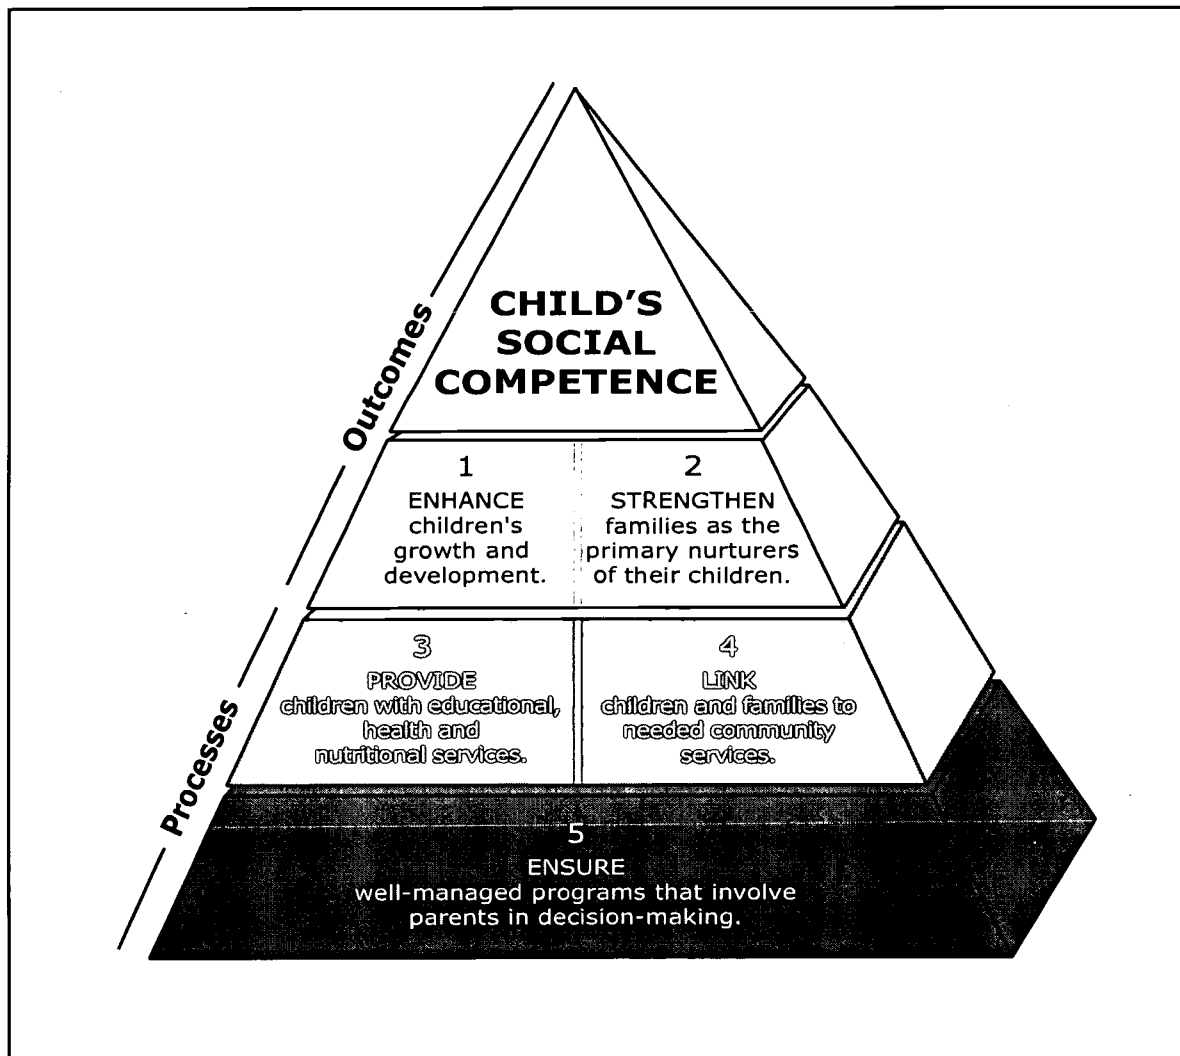 CHILD'S
SOCIAL
COMPETENCE
Outcomes
1
ENHANCE
children's
growth and
development.
2
STRENGTHEN
families as the
primary nurturers
of their children.
Processes
3
PROVIDE
children with educational,
health and
nutritional services.
4
LINK
children and families to
needed community
services.
5
ENSURE
well-managed programs that involve
parents in decision-making.